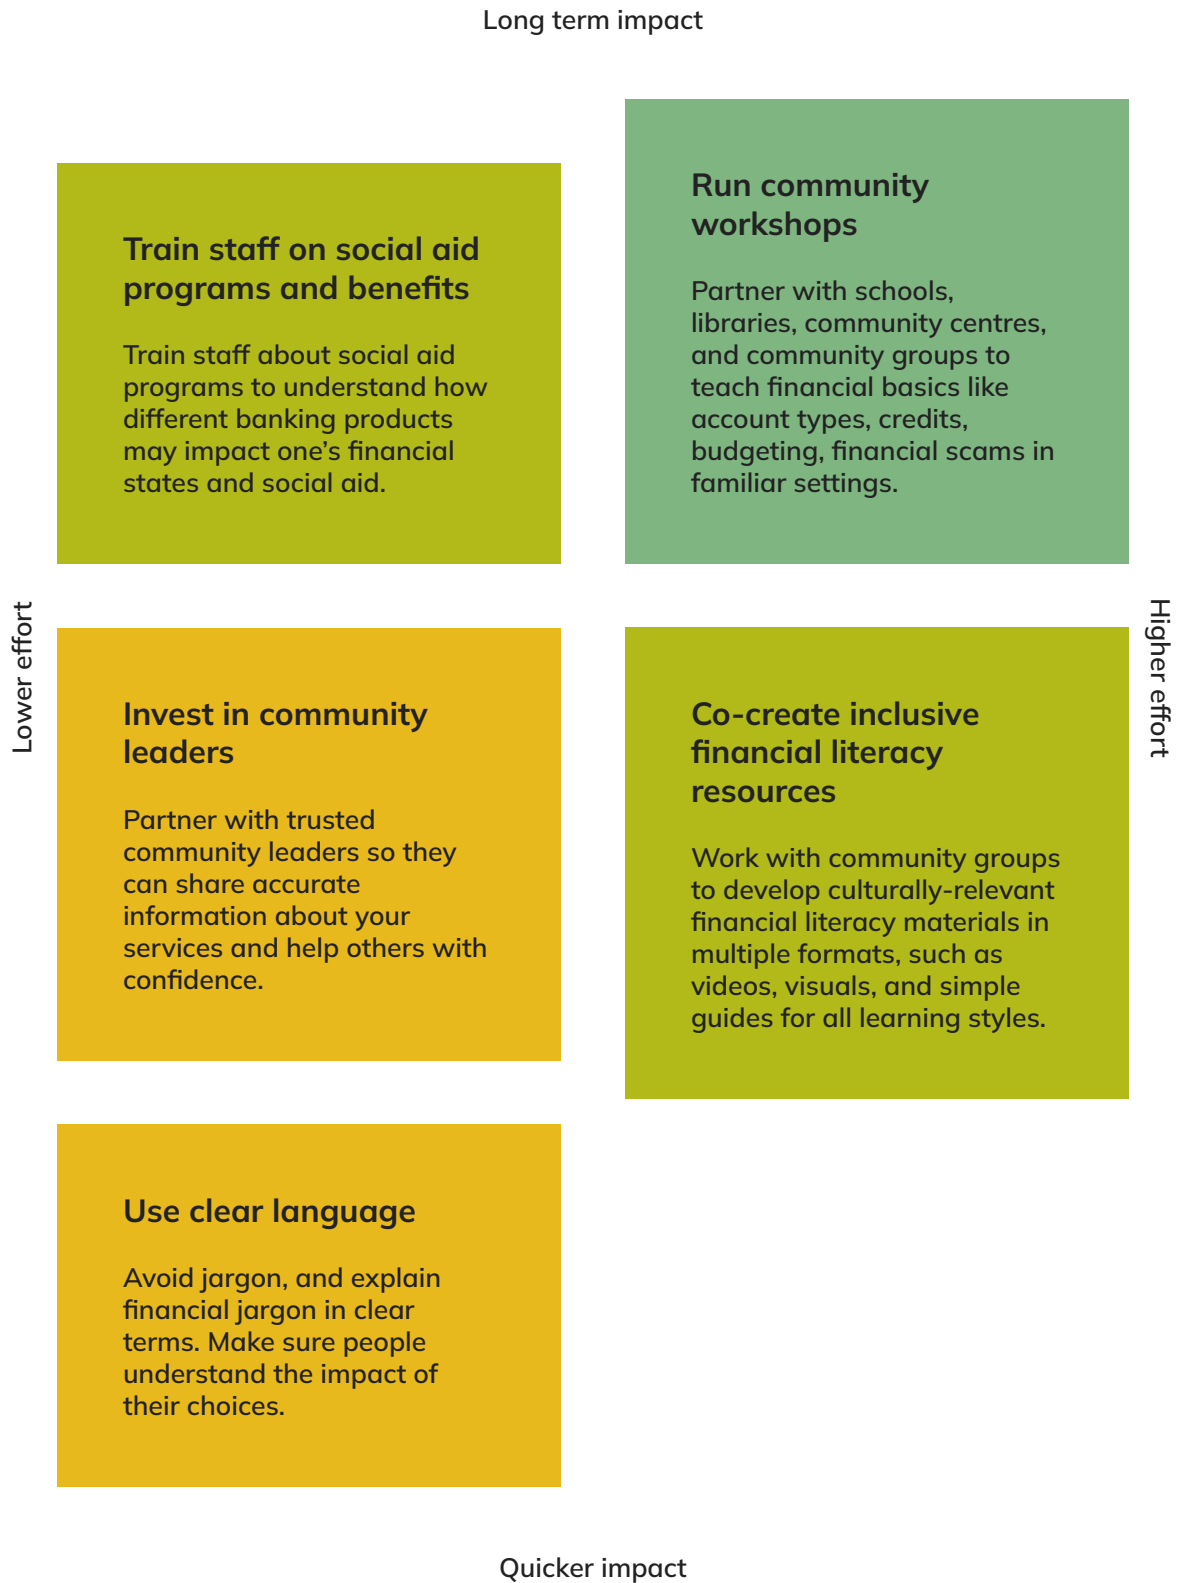 Long term impact
Train staff on social aid
programs and benefits
Train staff about social aid
programs to understand how
different banking products
may impact one’s financial
states and social aid.
Run community
workshops
Partner with schools,
libraries, community centres,
and community groups to
teach financial basics like
account types, credits,
budgeting, financial scams in
familiar settings.
Lower effort
Higher effort
Invest in community
leaders
Partner with trusted
community leaders so they
can share accurate
information about your
services and help others with
confidence.
Co-create inclusive
financial literacy
resources
Work with community groups
to develop culturally-relevant
financial literacy materials in
multiple formats, such as
videos, visuals, and simple
guides for all learning styles.
Use clear language
Avoid jargon, and explain
financial jargon in clear
terms. Make sure people
understand the impact of
their choices.
Quicker impact